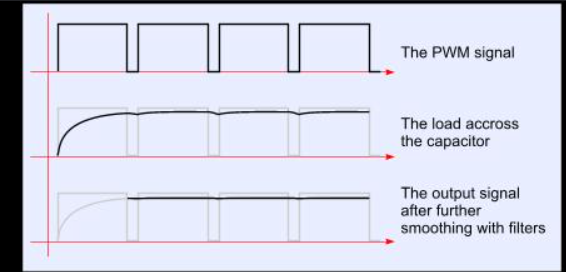 The PWM signal
The load accross
the capacitor
The output signal
after further
smoothing with filters